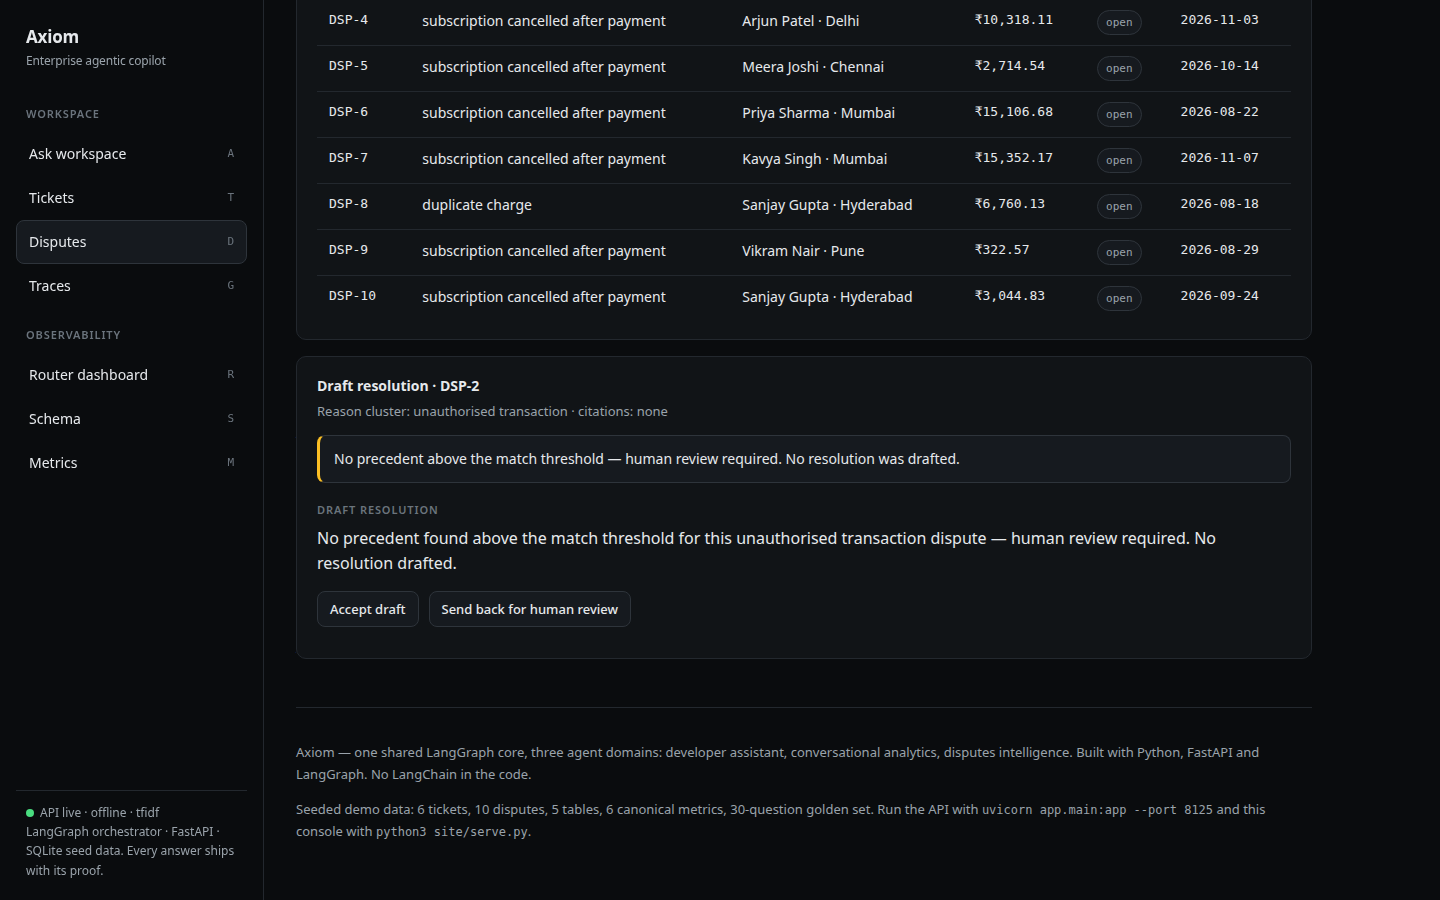 Axiom
Enterprise agentic copilot
WORKSPACE
Ask workspace A
Tickets T
Disputes D
Traces G
OBSERVABILITY
Router dashboard R
Schema S
Metrics M
API live · offline · tfidf
LangGraph orchestrator · FastAPI ·
SQLite seed data. Every answer ships
with its proof.
DSP-4 subscription cancelled after payment Arjun Patel · Delhi ₹10,318.11 open 2026-11-03
DSP-5 subscription cancelled after payment Meera Joshi · Chennai ₹2,714.54 open 2026-10-14
DSP-6 subscription cancelled after payment Priya Sharma · Mumbai ₹15,106.68 open 2026-08-22
DSP-7 subscription cancelled after payment Kavya Singh · Mumbai ₹15,352.17 open 2026-11-07
DSP-8 duplicate charge Sanjay Gupta · Hyderabad ₹6,760.13 open 2026-08-18
DSP-9 subscription cancelled after payment Vikram Nair · Pune ₹322.57 open 2026-08-29
DSP-10 subscription cancelled after payment Sanjay Gupta · Hyderabad ₹3,044.83 open 2026-09-24
Draft resolution · DSP-2
Reason cluster: unauthorised transaction · citations: none
No precedent above the match threshold — human review required. No resolution was drafted.
DRAFT RESOLUTION
No precedent found above the match threshold for this unauthorised transaction dispute — human review required. No
resolution drafted.
Accept draft Send back for human review
Axiom — one shared LangGraph core, three agent domains: developer assistant, conversational analytics, disputes intelligence. Built with Python, FastAPI and
LangGraph. No LangChain in the code.
Seeded demo data: 6 tickets, 10 disputes, 5 tables, 6 canonical metrics, 30-question golden set. Run the API with uvicorn app.main:app --port 8125 and this
console with python3 site/serve.py.